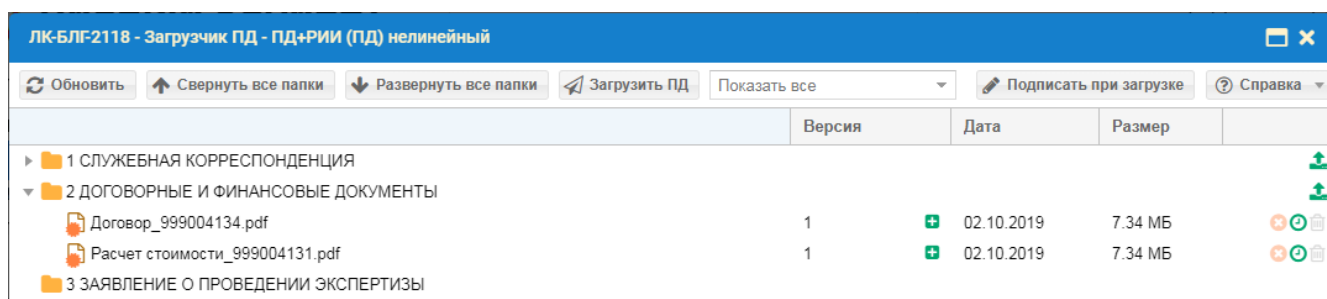 ЛК-БЛГ-2118 - Загрузчик ПД - ПД+РИИ (ПД) нелинейный
Обновить Свернуть все папки Развернуть все папки Загрузить ПД Показать все Подписать при загрузке Справка
Версия Дата Размер
1 СЛУЖЕБНАЯ КОРРЕСПОНДЕНЦИЯ
2 ДОГОВОРНЫЕ И ФИНАНСОВЫЕ ДОКУМЕНТЫ
Договор_999004134.pdf 1 02.10.2019 7.34 МБ
Расчет стоимости_999004131.pdf 1 02.10.2019 7.34 МБ
3 ЗАЯВЛЕНИЕ О ПРОВЕДЕНИИ ЭКСПЕРТИЗЫ